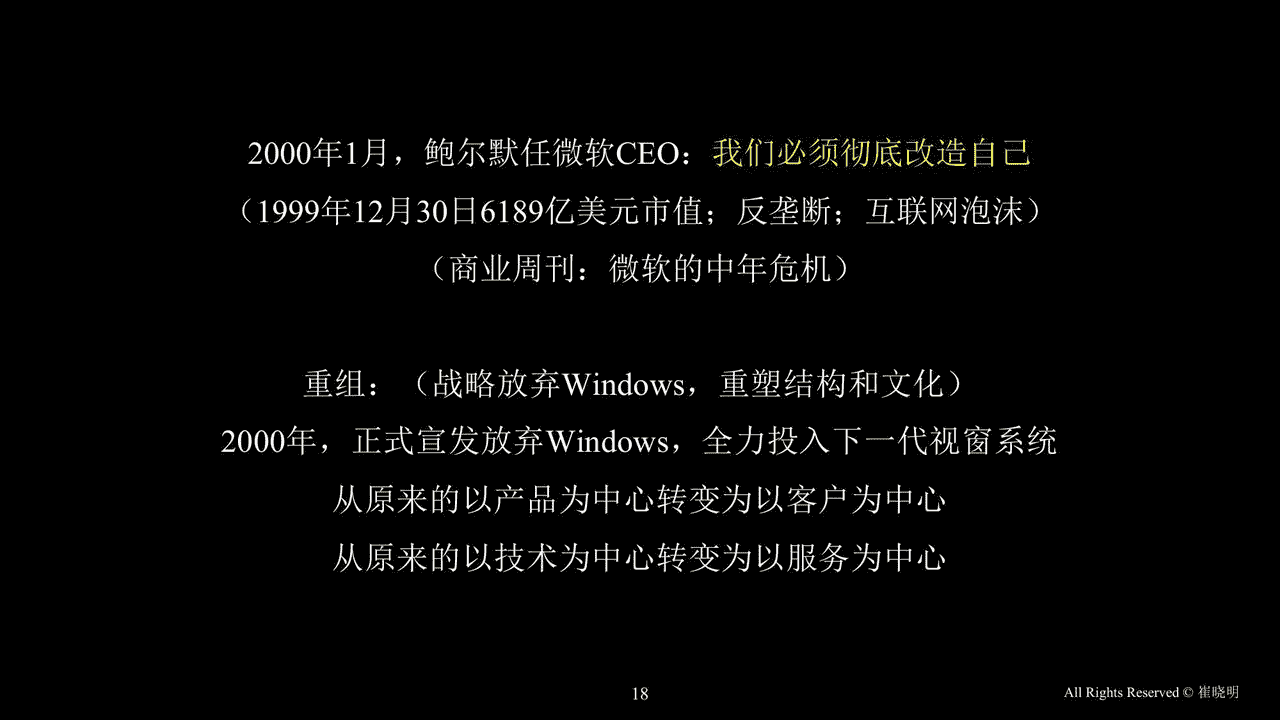 2000年1月，鲍尔默任微软CEO：我们必须彻底改造自己
（1999年12月30日6189亿美元市值；反垄断；互联网泡沫）
（商业周刊：微软的中年危机）
重组：（战略放弃Windows，重塑结构和文化）
2000年，正式宣发放弃Windows，全力投入下一代视窗系统
从原来的以产品为中心转变为以客户为中心
从原来的以技术为中心转变为以服务为中心
18
All Rights Reserved © 崔晓明